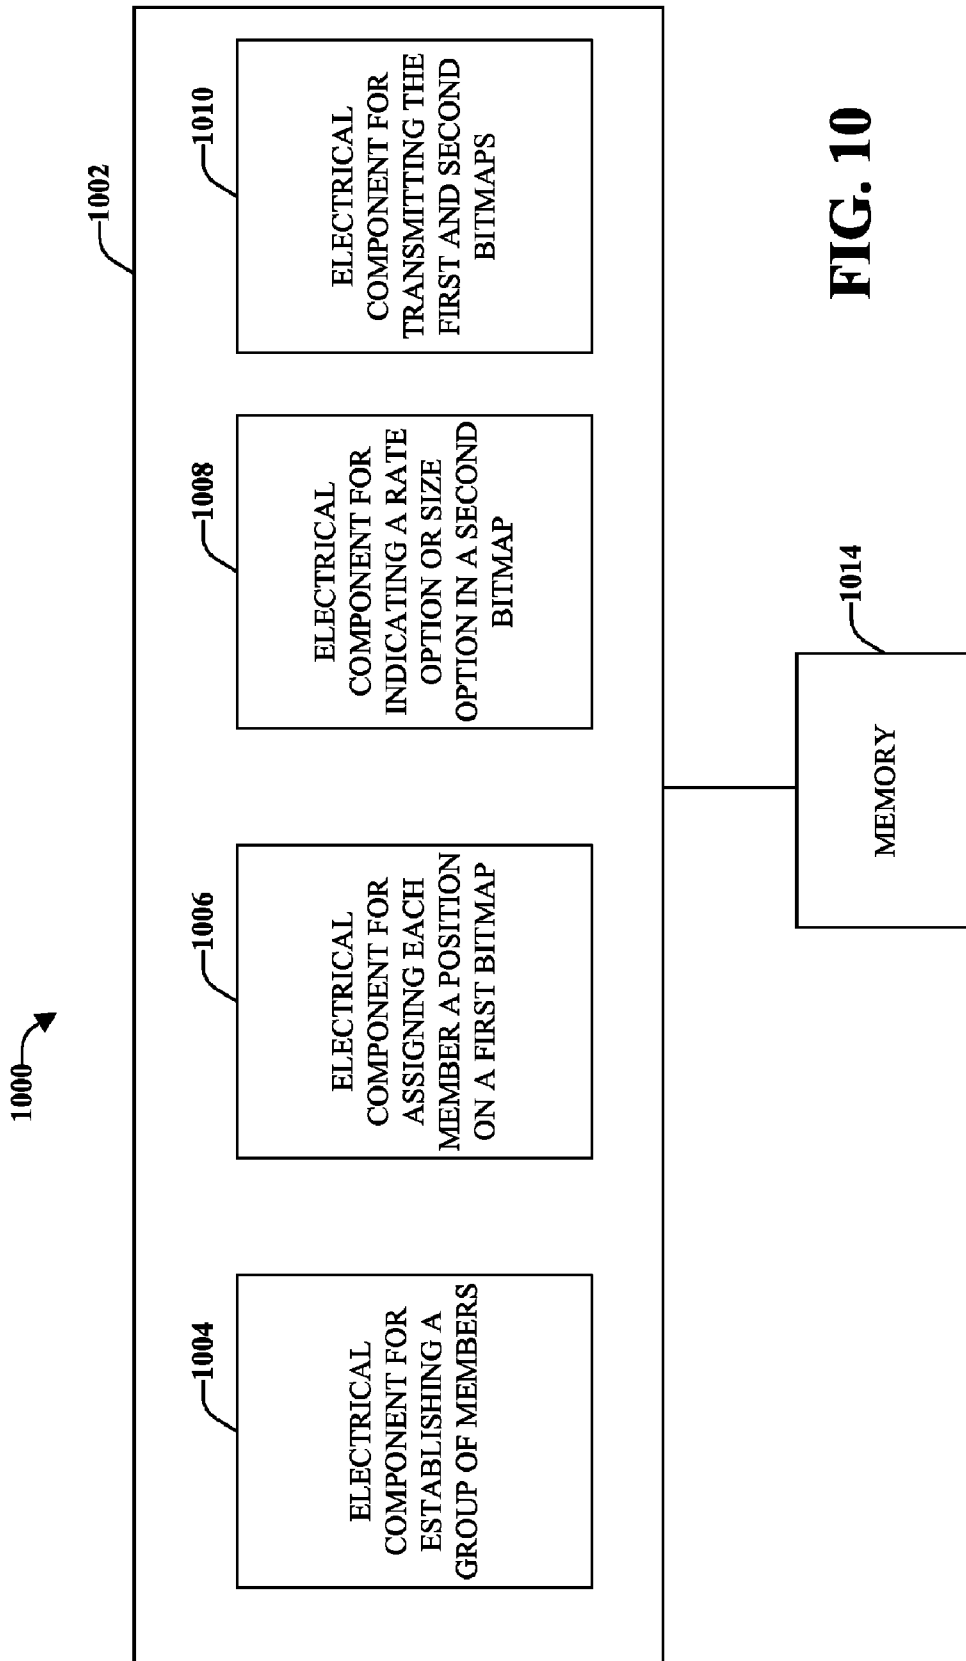 1000
1002
1004
ELECTRICAL
COMPONENT FOR
ESTABLISHING A
GROUP OF MEMBERS
1006
ELECTRICAL
COMPONENT FOR
ASSIGNING EACH
MEMBER A POSITION
ON A FIRST BITMAP
1008
ELECTRICAL
COMPONENT FOR
INDICATING A RATE
OPTION OR SIZE
OPTION IN A SECOND
BITMAP
1010
ELECTRICAL
COMPONENT FOR
TRANSMITTING THE
FIRST AND SECOND
BITMAPS
1014
MEMORY
FIG. 10